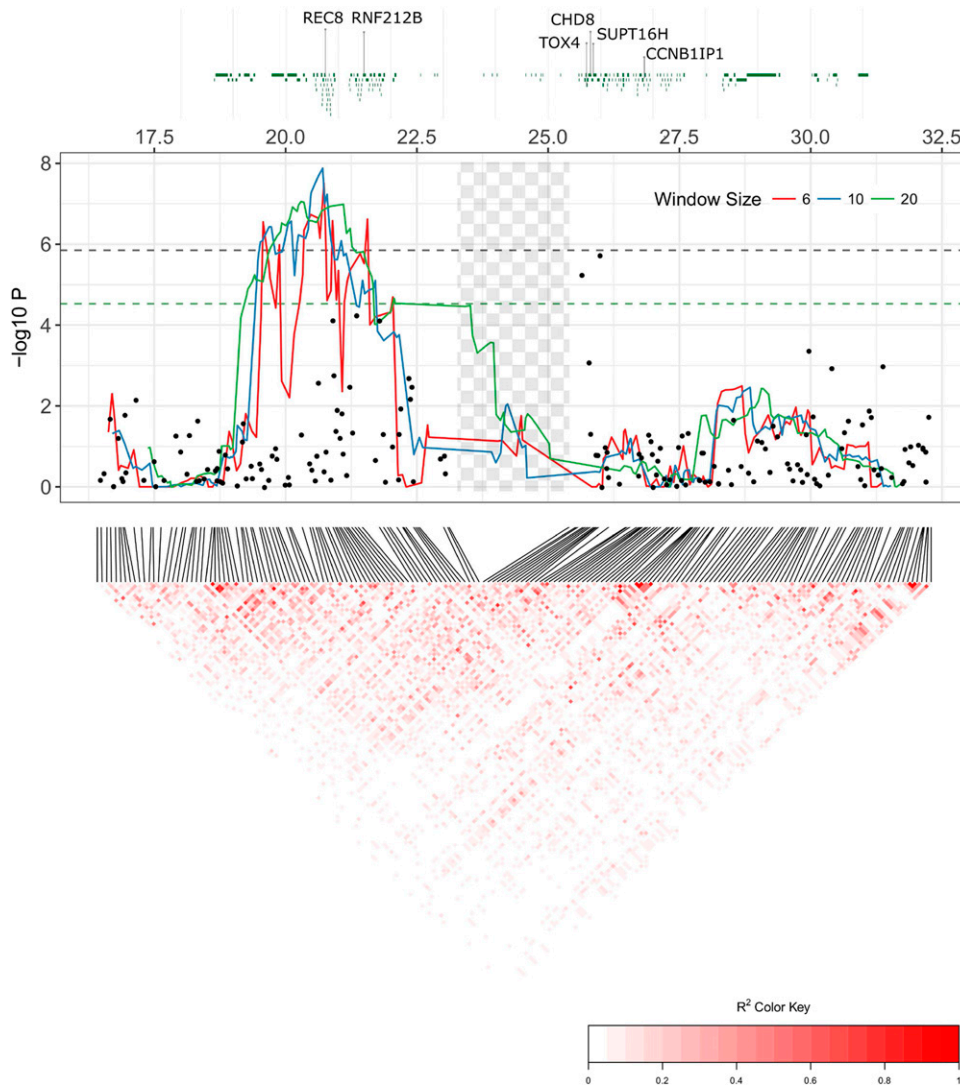 REC8 RNF212B
CHD8
TOX4 SUPT16H
CCNB1IP1
17.5 20.0 22.5 25.0 27.5 30.0 32.5
8
Window Size 6 10 20
6
4
2
0
−log10 P
R2 Color Key
0 0.2 0.4 0.6 0.8 1